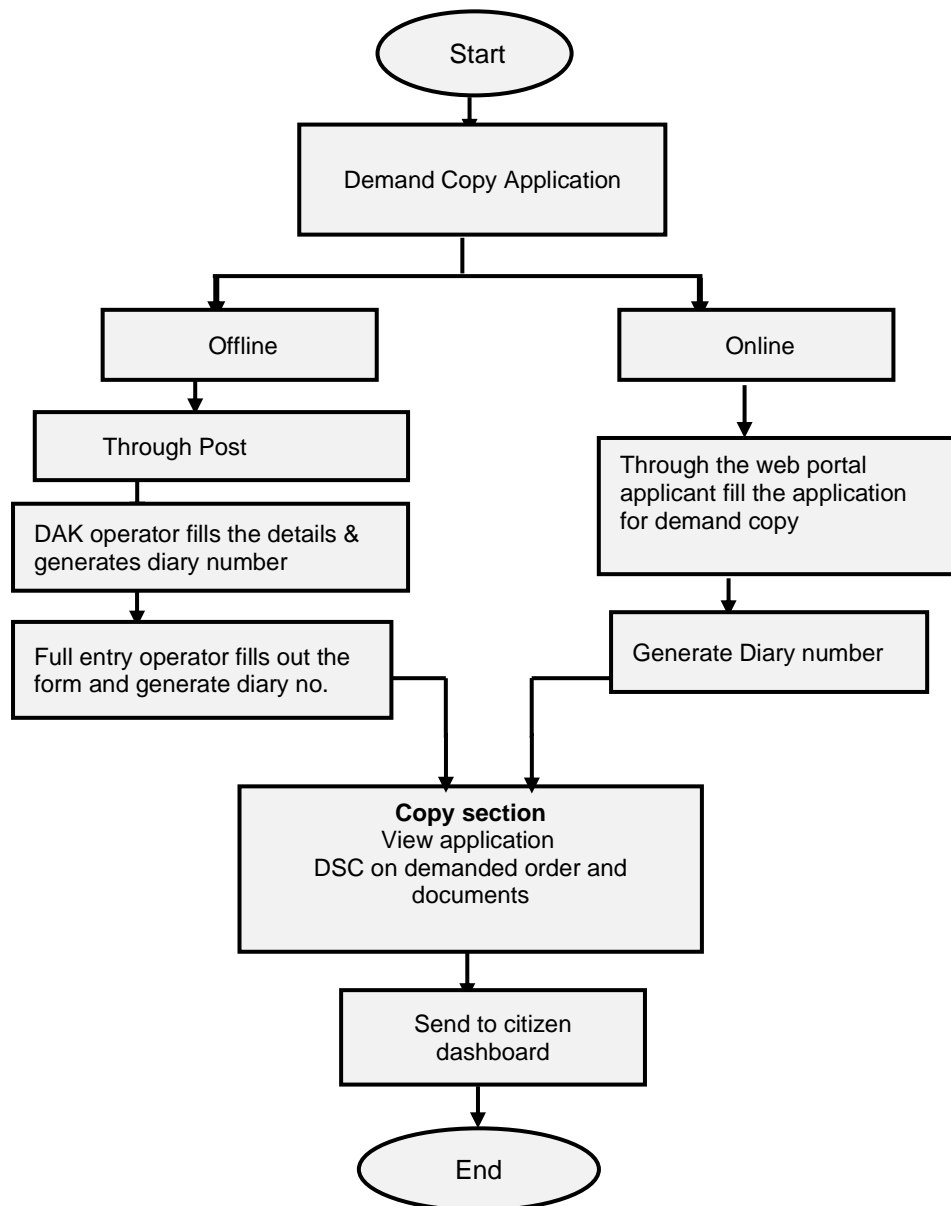 Start
Demand Copy Application
Offline
Online
Through Post
Through the web portal
applicant fill the application
for demand copy
DAK operator fills the details &
generates diary number
Full entry operator fills out the
form and generate diary no.
Generate Diary number
Copy section
View application
DSC on demanded order and
documents
Send to citizen
dashboard
End